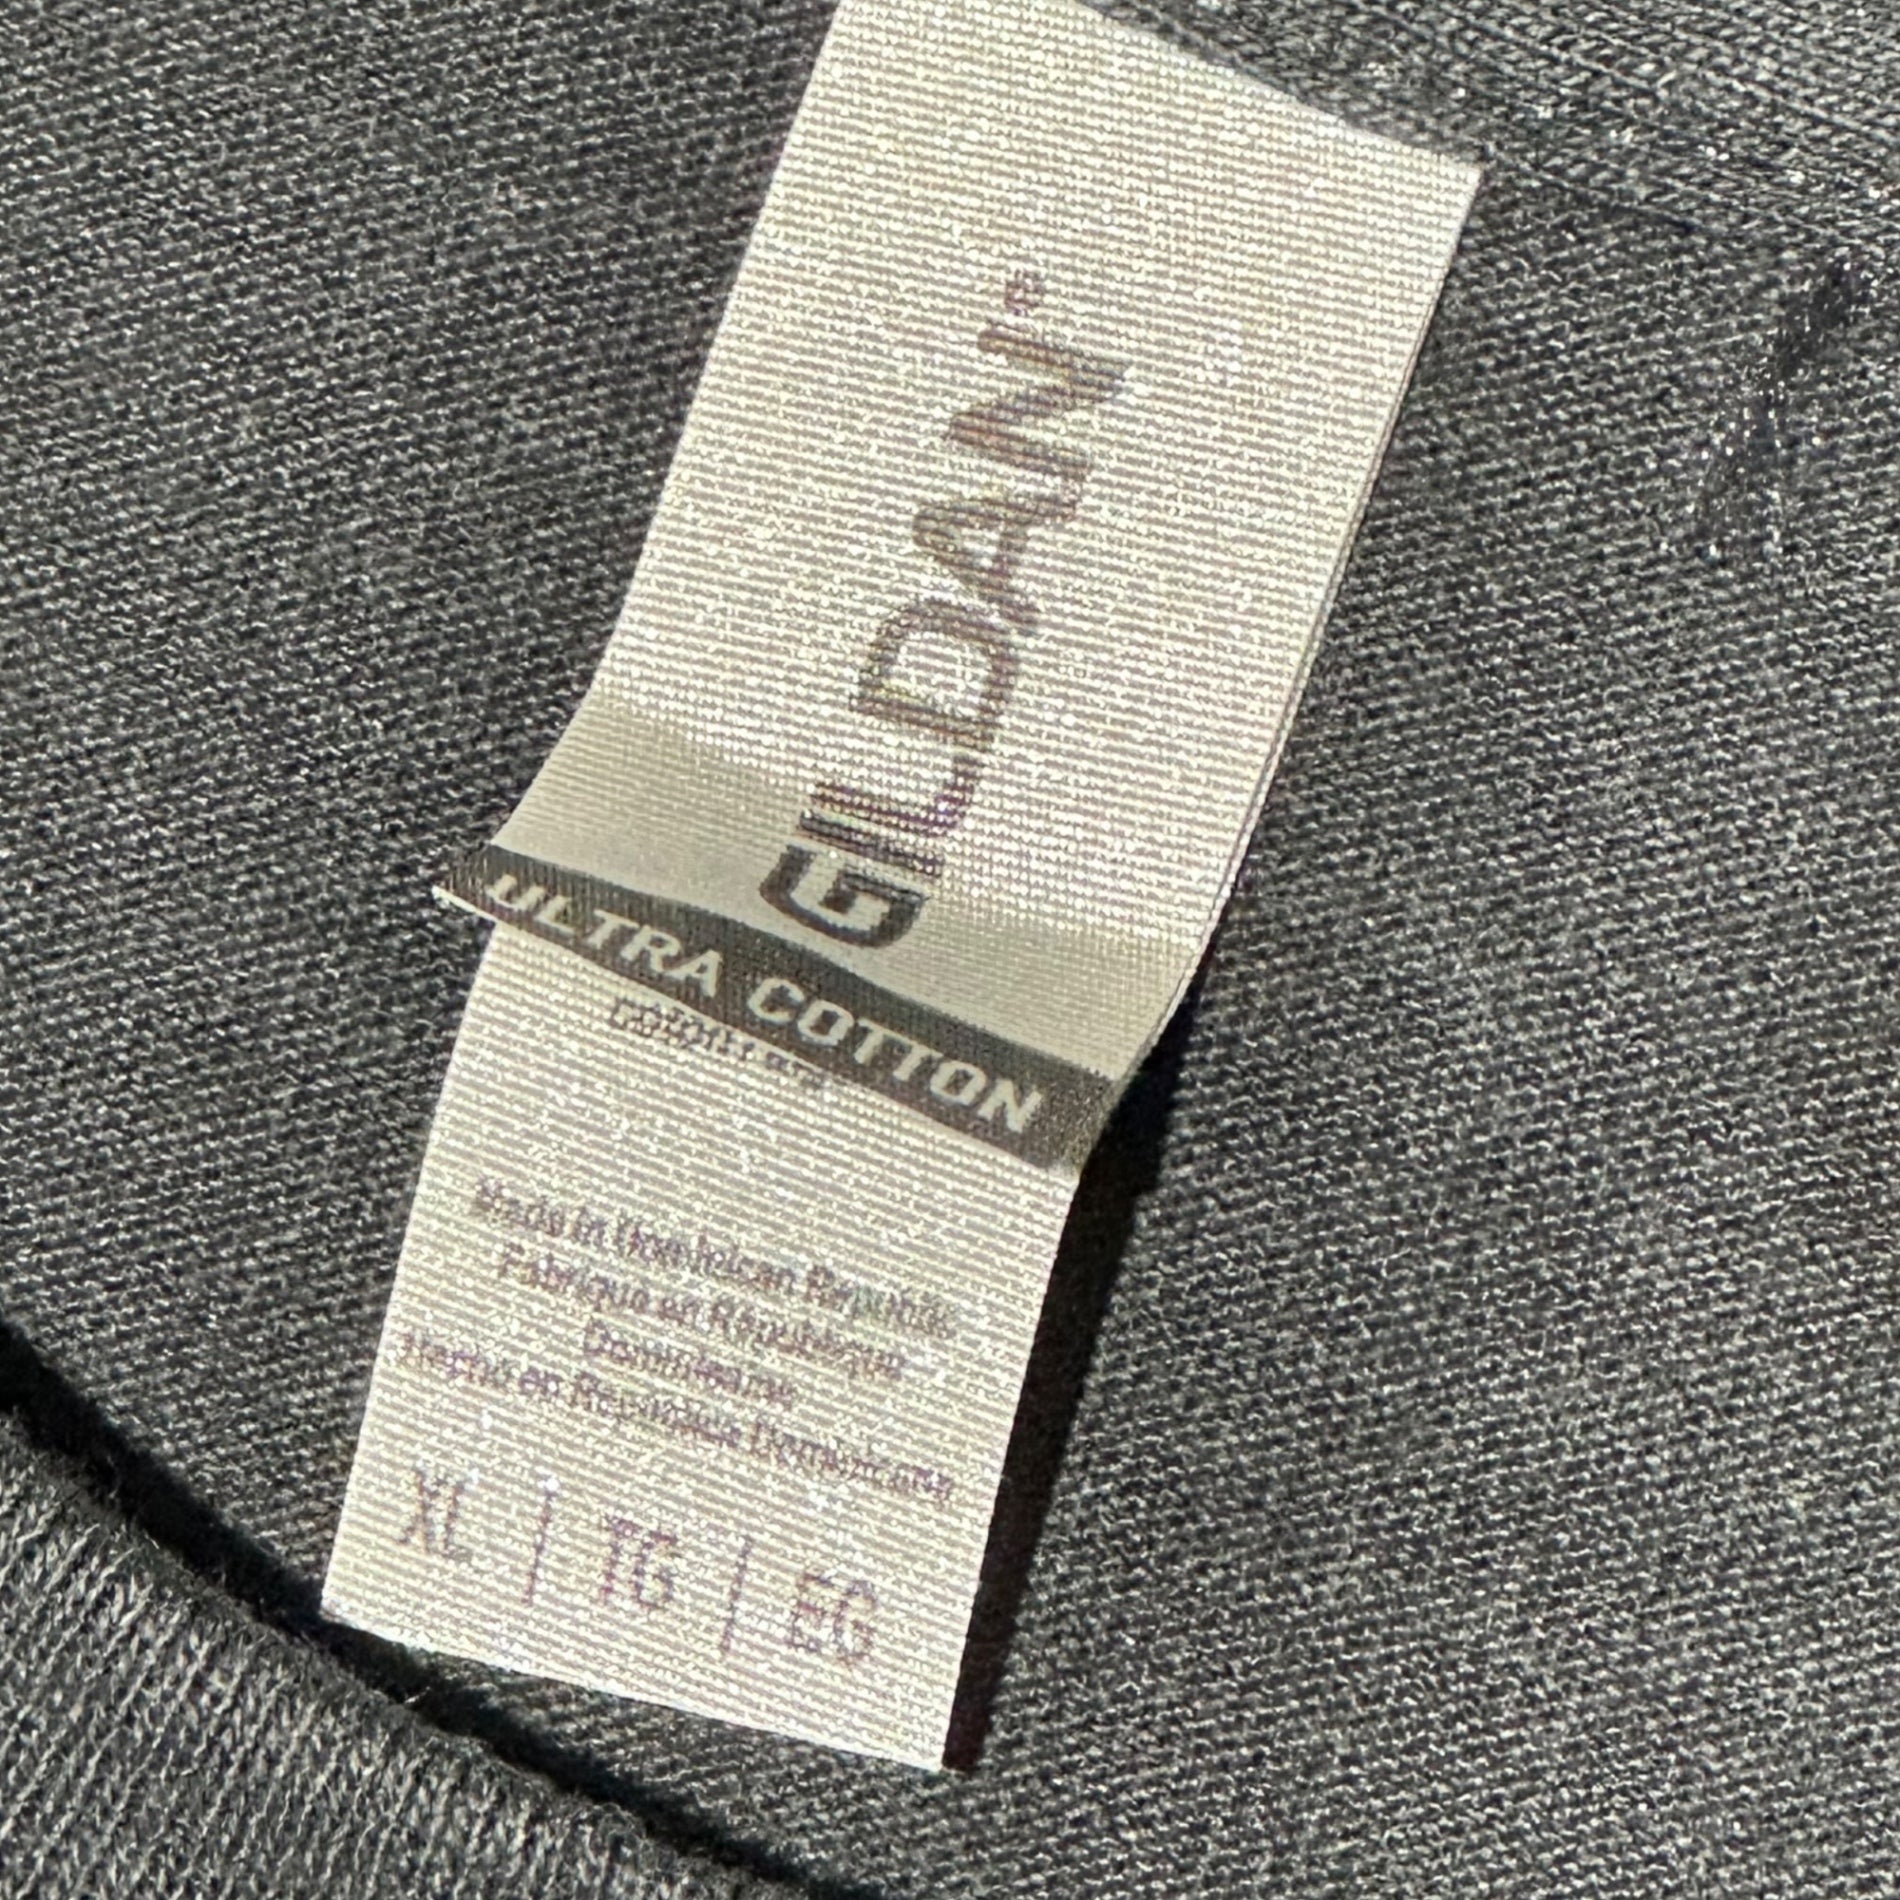 GILDAN®
ULTRA COTTON
Made in Dominican Republic
Fabriqué en République
Dominicaine
Hecho en República Dominicana
XL | TG | EG